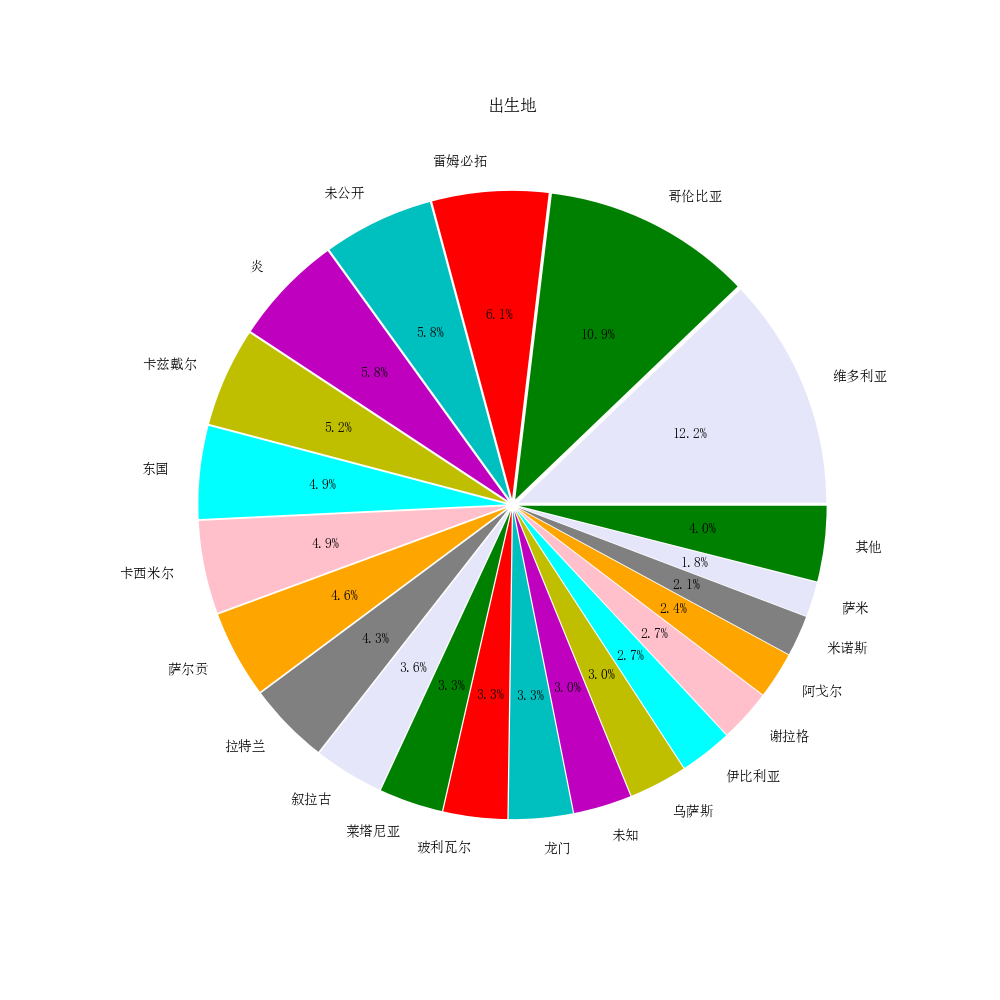 出生地
雷姆必拓
未公开
哥伦比亚
炎
6.1%
5.8%
10.9%
卡兹戴尔
5.8%
维多利亚
5.2%
12.2%
东国
4.9%
4.0%
其他
卡西米尔
4.9%
1.8%
2.1%
4.6%
2.4%
萨米
4.3%
2.7%
米诺斯
萨尔贡
3.6%
2.7%
3.3%
3.0%
阿戈尔
3.3%
3.3%
3.0%
谢拉格
拉特兰
伊比利亚
叙拉古
乌萨斯
莱塔尼亚
未知
玻利瓦尔
龙门